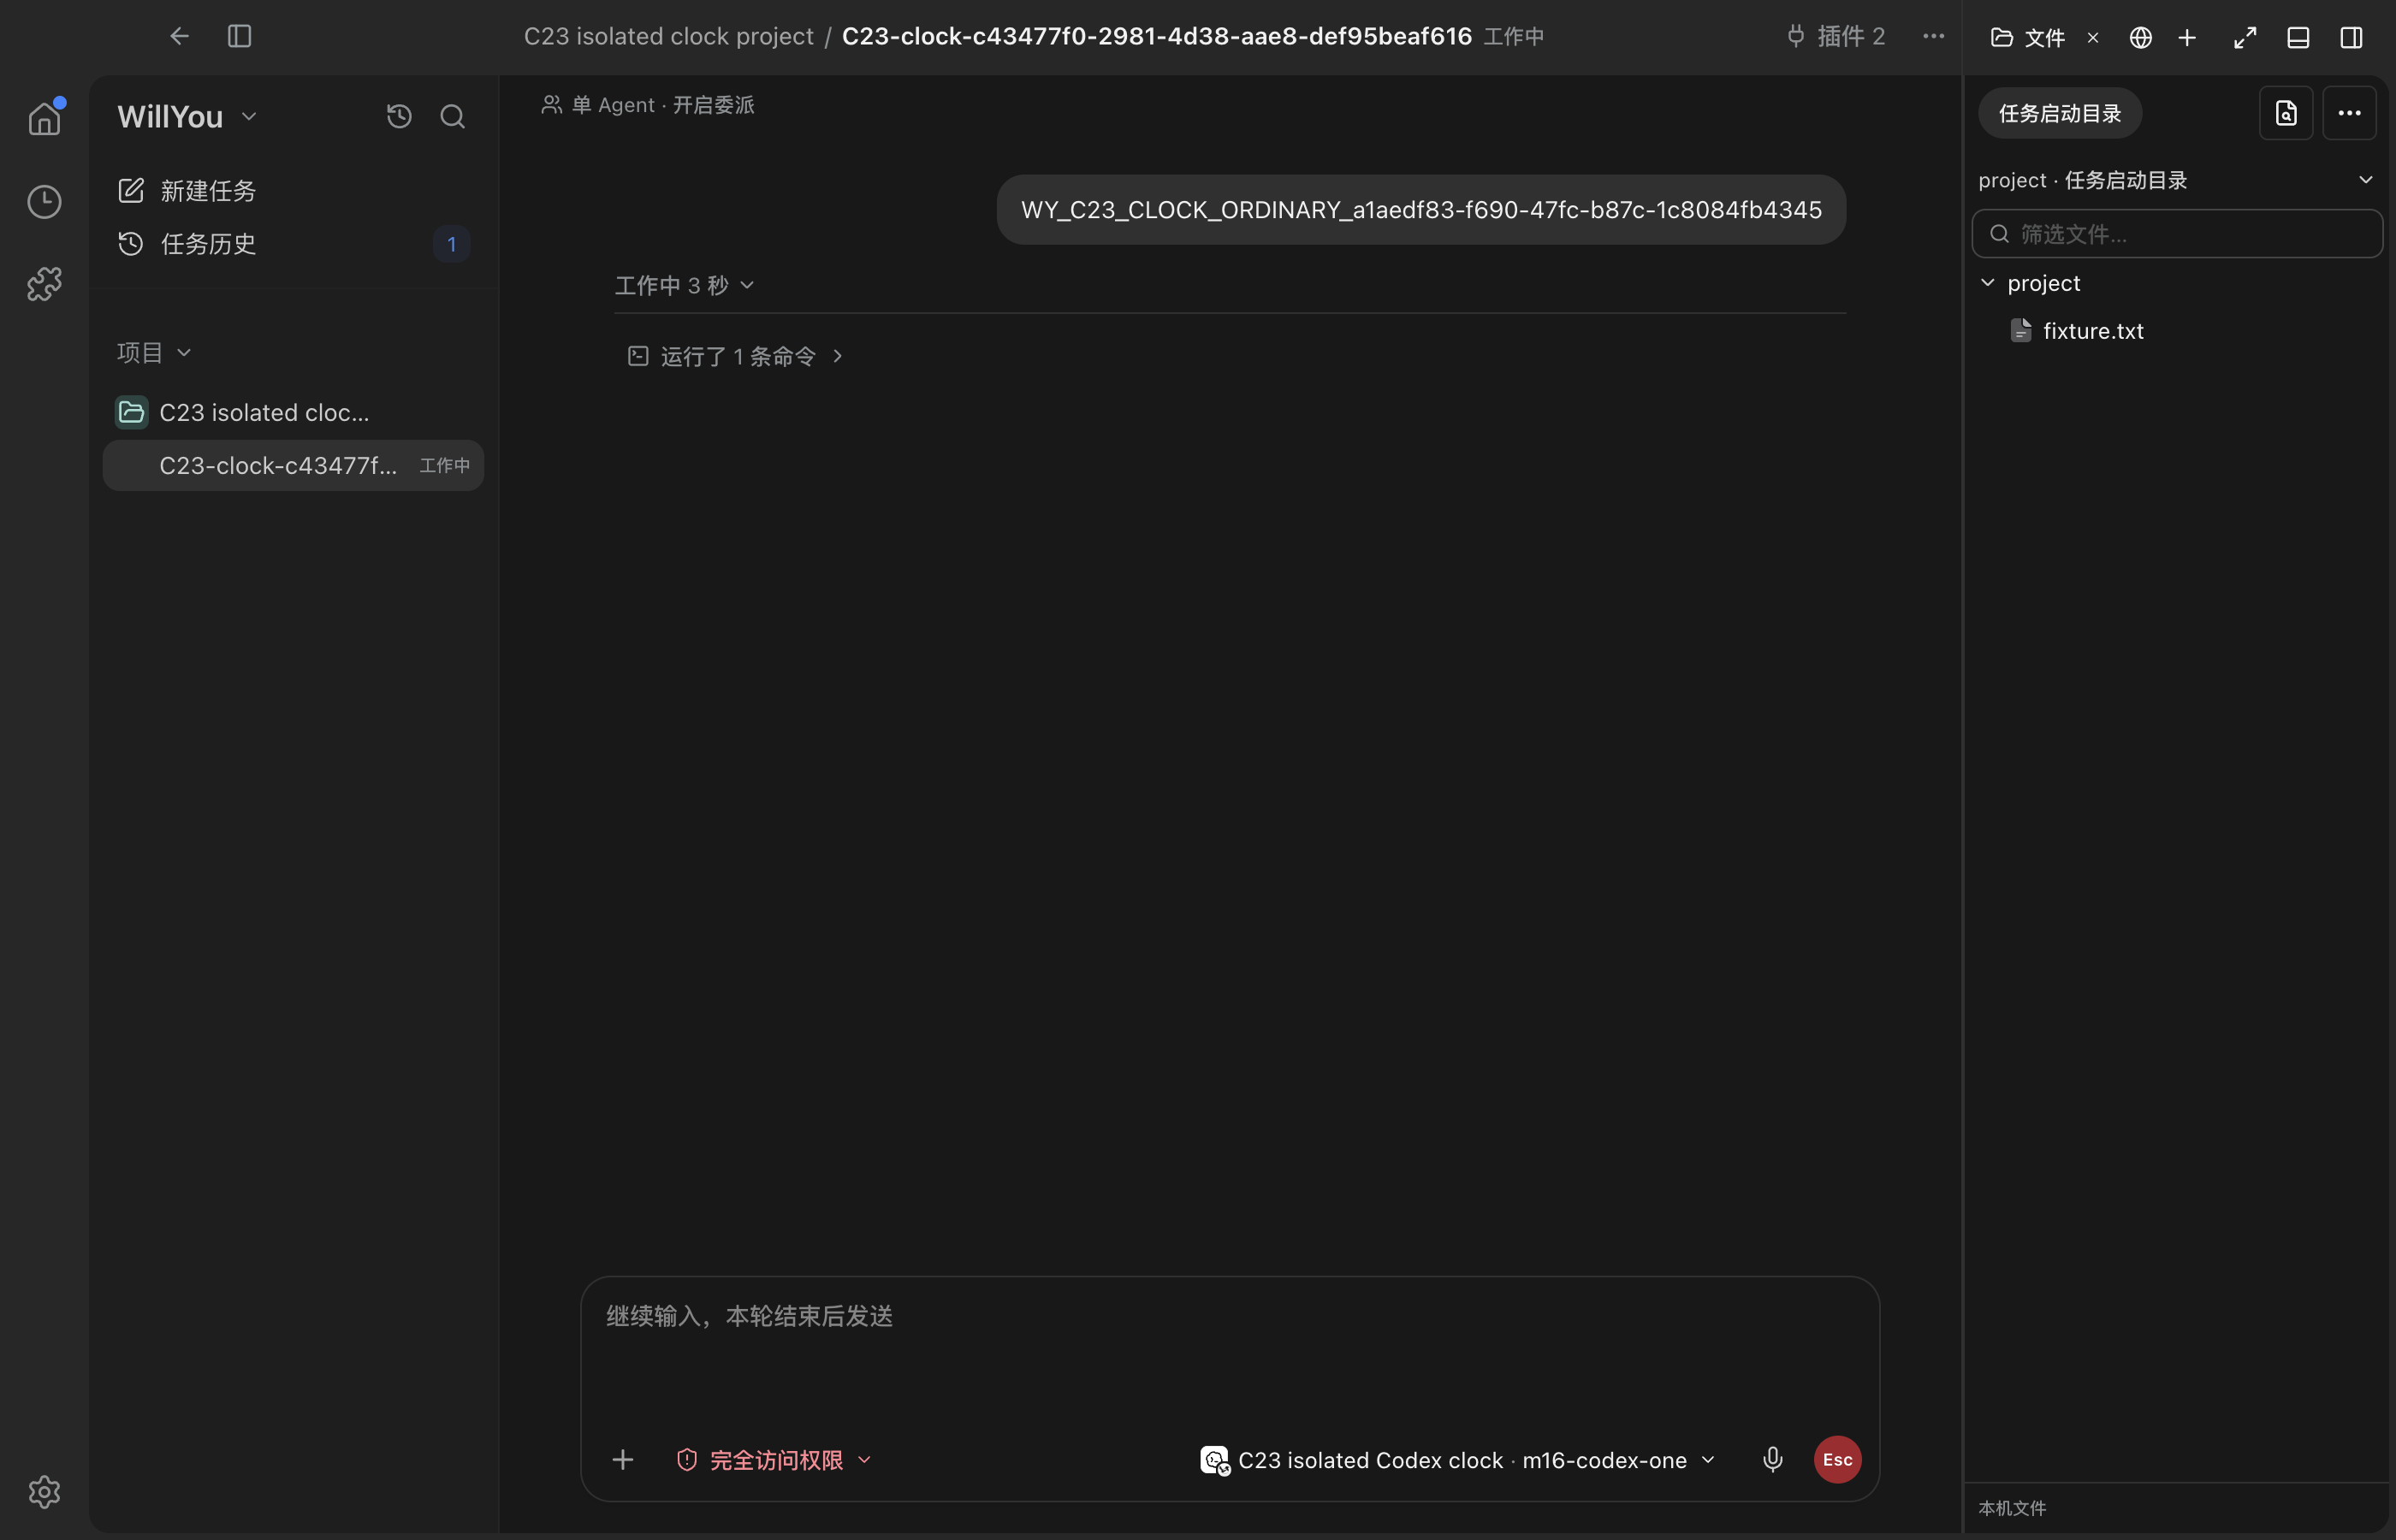 C23 isolated clock project / C23-clock-c43477f0-2981-4d38-aae8-def95beaf616 工作中
插件 2
文件
WillYou
新建任务
任务历史 1
项目
C23 isolated cloc...
C23-clock-c43477f... 工作中
单 Agent · 开启委派
WY_C23_CLOCK_ORDINARY_a1aedf83-f690-47fc-b87c-1c8084fb4345
工作中 3 秒
运行了 1 条命令
继续输入，本轮结束后发送
完全访问权限
C23 isolated Codex clock · m16-codex-one
Esc
任务启动目录
project · 任务启动目录
筛选文件...
project
fixture.txt
本机文件